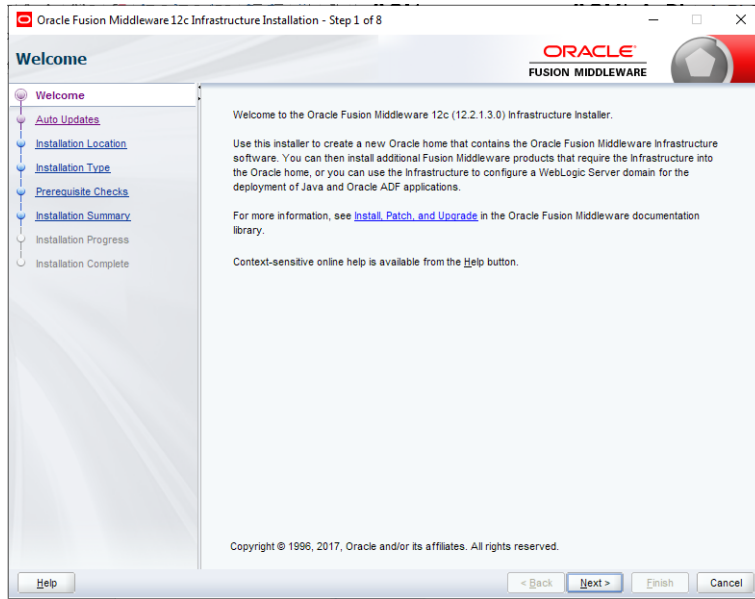 Oracle Fusion Middleware 12c Infrastructure Installation - Step 1 of 8
Welcome
ORACLE
FUSION MIDDLEWARE
Welcome
Auto Updates
Installation Location
Installation Type
Prerequisite Checks
Installation Summary
Installation Progress
Installation Complete
Welcome to the Oracle Fusion Middleware 12c (12.2.1.3.0) Infrastructure Installer.
Use this installer to create a new Oracle home that contains the Oracle Fusion Middleware Infrastructure
software. You can then install additional Fusion Middleware products that require the Infrastructure into
the Oracle home, or you can use the Infrastructure to configure a WebLogic Server domain for the
deployment of Java and Oracle ADF applications.
For more information, see Install, Patch, and Upgrade in the Oracle Fusion Middleware documentation
library.
Context-sensitive online help is available from the Help button.
Copyright © 1996, 2017, Oracle and/or its affiliates. All rights reserved.
Help
< Back
Next >
Finish
Cancel